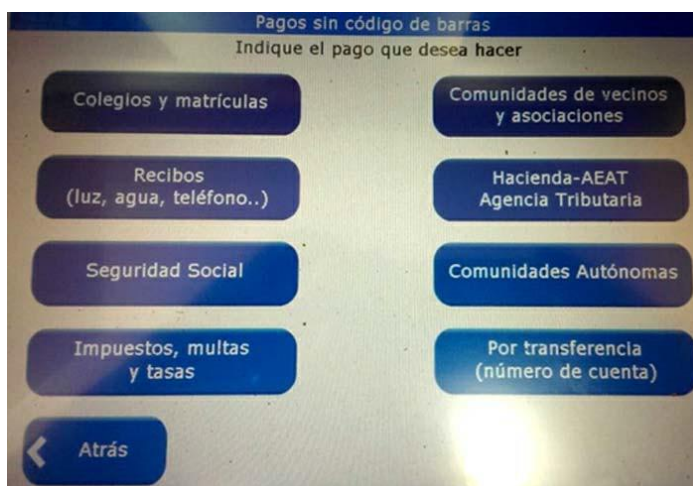 Pagos sin código de barras
Indique el pago que desea hacer
Colegios y matrículas
Comunidades de vecinos
y asociaciones
Recibos
(luz, agua, teléfono..)
Hacienda-AEAT
Agencia Tributaria
Seguridad Social
Comunidades Autónomas
Impuestos, multas
y tasas
Por transferencia
(número de cuenta)
Atrás